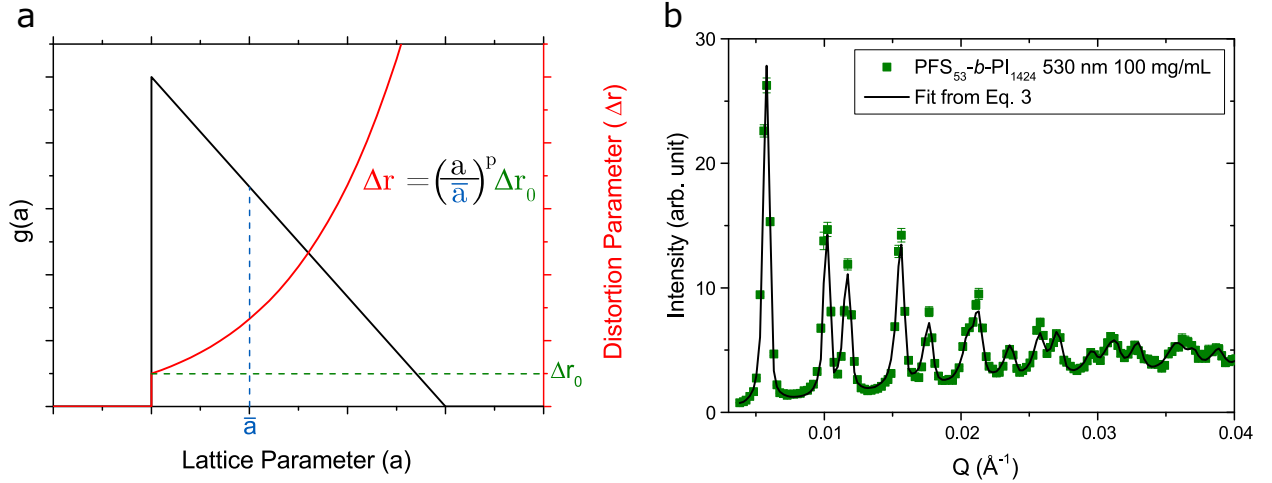 a
g(a)
Δr = (a/a̅)ᵖ Δr₀
Δr₀
Distortion Parameter (Δr)
a̅
Lattice Parameter (a)
b
Intensity (arb. unit)
30
20
10
0
PFS₅₃-b-PI₁₄₂₄ 530 nm 100 mg/mL
Fit from Eq. 3
0.01
0.02
0.03
0.04
Q (Å⁻¹)